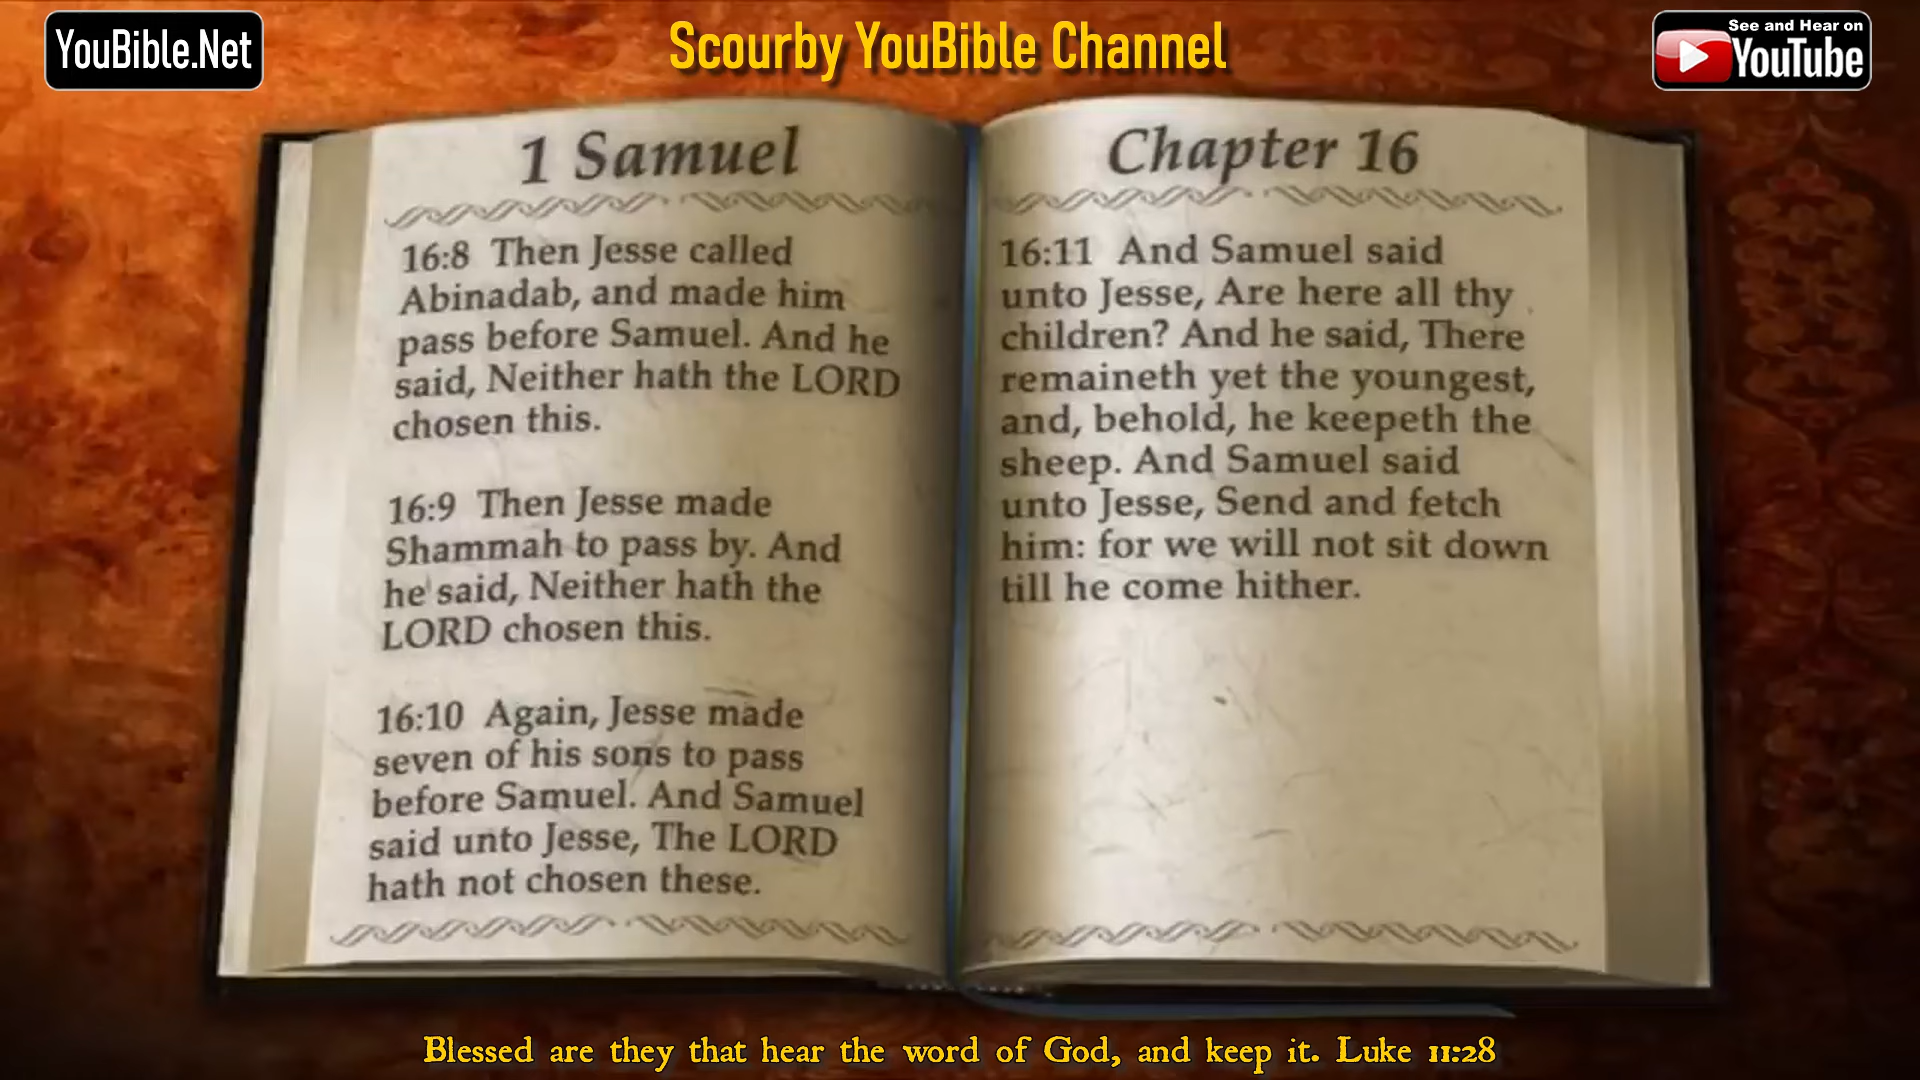 YouBible.Net
Scourby YouBible Channel
See and Hear on
YouTube
1 Samuel
16:8 Then Jesse called
Abinadab, and made him
pass before Samuel. And he
said, Neither hath the LORD
chosen this.
16:9 Then Jesse made
Shammah to pass by. And
he said, Neither hath the
LORD chosen this.
16:10 Again, Jesse made
seven of his sons to pass
before Samuel. And Samuel
said unto Jesse, The LORD
hath not chosen these.
Chapter 16
16:11 And Samuel said
unto Jesse, Are here all thy
children? And he said, There
remaineth yet the youngest,
and, behold, he keepeth the
sheep. And Samuel said
unto Jesse, Send and fetch
him: for we will not sit down
till he come hither.
Blessed are they that hear the word of God, and keep it. Luke 11:28